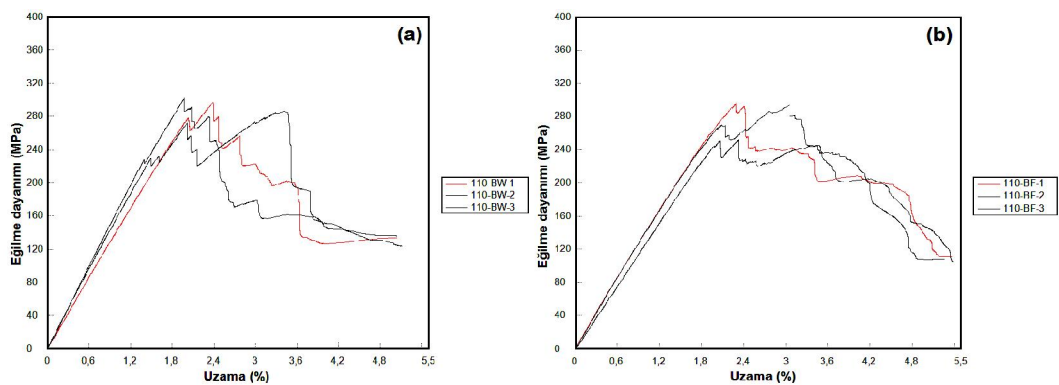 (a)
Eğilme dayanımı (MPa)
400
360
320
280
240
200
160
120
80
40
0
0 0,6 1,2 1,8 2,4 3 3,6 4,2 4,8 5,5
Uzama (%)
110-BW-1
110-BW-2
110-BW-3
(b)
Eğilme dayanımı (MPa)
400
360
320
280
240
200
160
120
80
40
0
0 0,6 1,2 1,8 2,4 3 3,6 4,2 4,8 5,5
Uzama (%)
110-BF-1
110-BF-2
110-BF-3